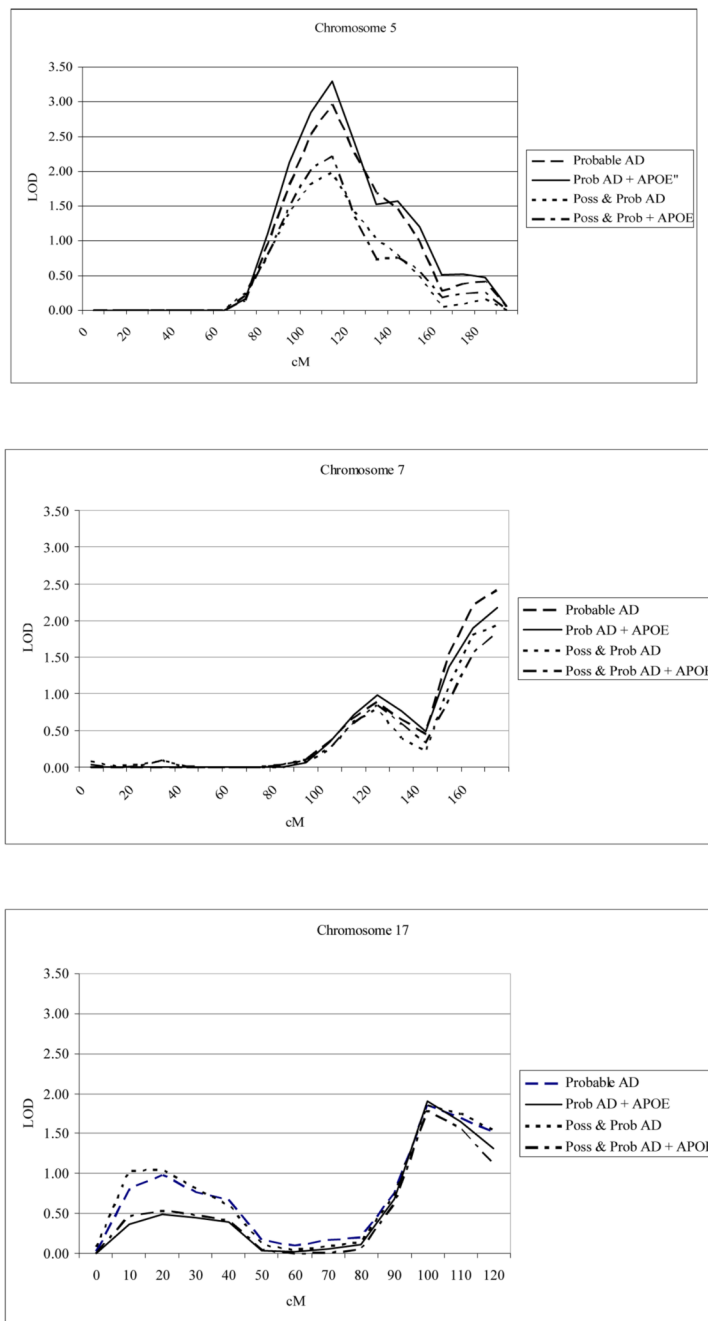 Chromosome 5
3.50
3.00
2.50
2.00
1.50
1.00
0.50
0.00
LOD
0 20 40 60 80 100 120 140 160 180
cM
Probable AD
Prob AD + APOE"
Poss & Prob AD
Poss & Prob + APOE
Chromosome 7
3.50
3.00
2.50
2.00
1.50
1.00
0.50
0.00
LOD
0 20 40 60 80 100 120 140 160
cM
Probable AD
Prob AD + APOE
Poss & Prob AD
Poss & Prob AD + APOE
Chromosome 17
3.50
3.00
2.50
2.00
1.50
1.00
0.50
0.00
LOD
0 10 20 30 40 50 60 70 80 90 100 110 120
cM
Probable AD
Prob AD + APOE
Poss & Prob AD
Poss & Prob AD + APOE